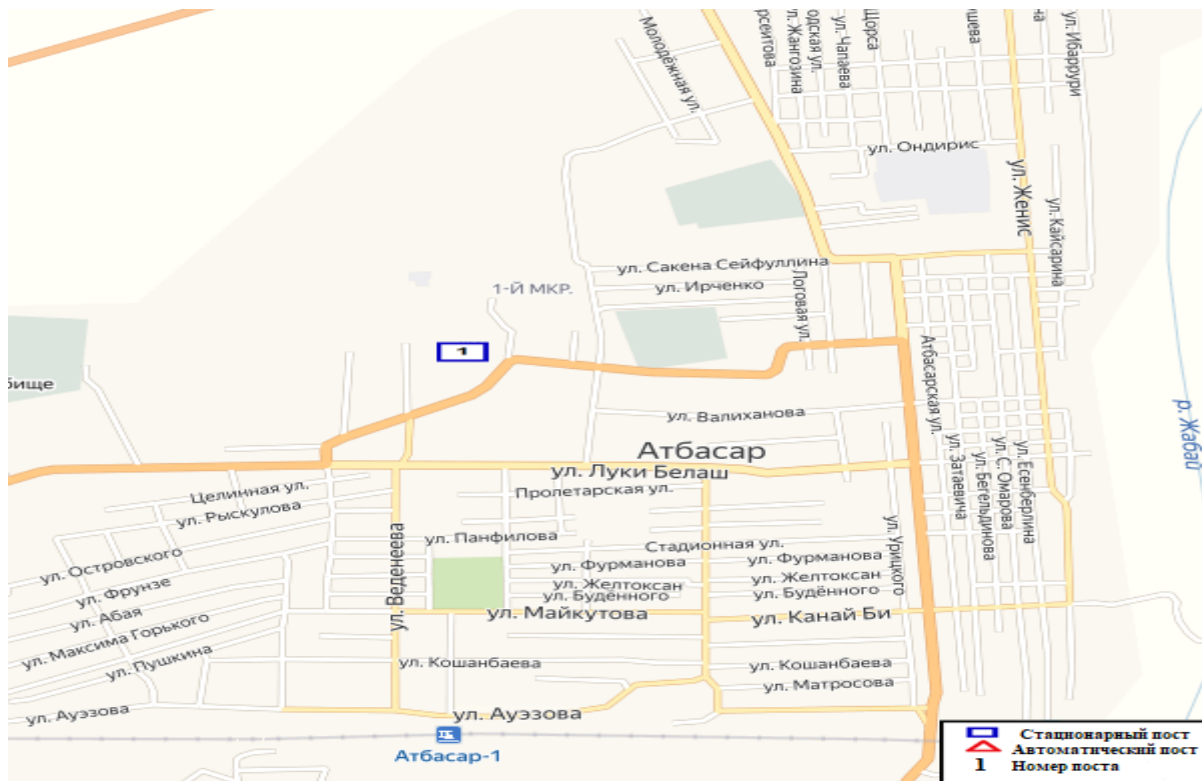 Молодёжная ул.
ул. Жангозина
ул. Чапаева
ул. Ибаррури
ул. Ондирис
ул. Женис
ул. Кайсарина
ул. Сакена Сейфуллина
ул. Ирченко
Логовая ул.
1-Й МКР.
1
бище
Атбасарская ул.
ул. Валиханова
р. Жабай
Атбасар
ул. Луки Белаш
ул. Затаевича
ул. Бегельдинова
ул. С. Омарова
ул. Есенберлина
Целинная ул.
Пролетарская ул.
ул. Рыскулова
ул. Урицкого
ул. Панфилова
Стадионная ул.
ул. Островского
ул. Веденеева
ул. Фурманова
ул. Фурманова
ул. Фрунзе
ул. Желтоксан
ул. Желтоксан
ул. Будённого
ул. Будённого
ул. Абая
ул. Майкутова
ул. Канай Би
ул. Максима Горького
ул. Пушкина
ул. Кошанбаева
ул. Кошанбаева
ул. Матросова
ул. Ауэзова
ул. Ауэзова
Атбасар-1
Стационарный пост
Автоматический пост
1 Номер поста